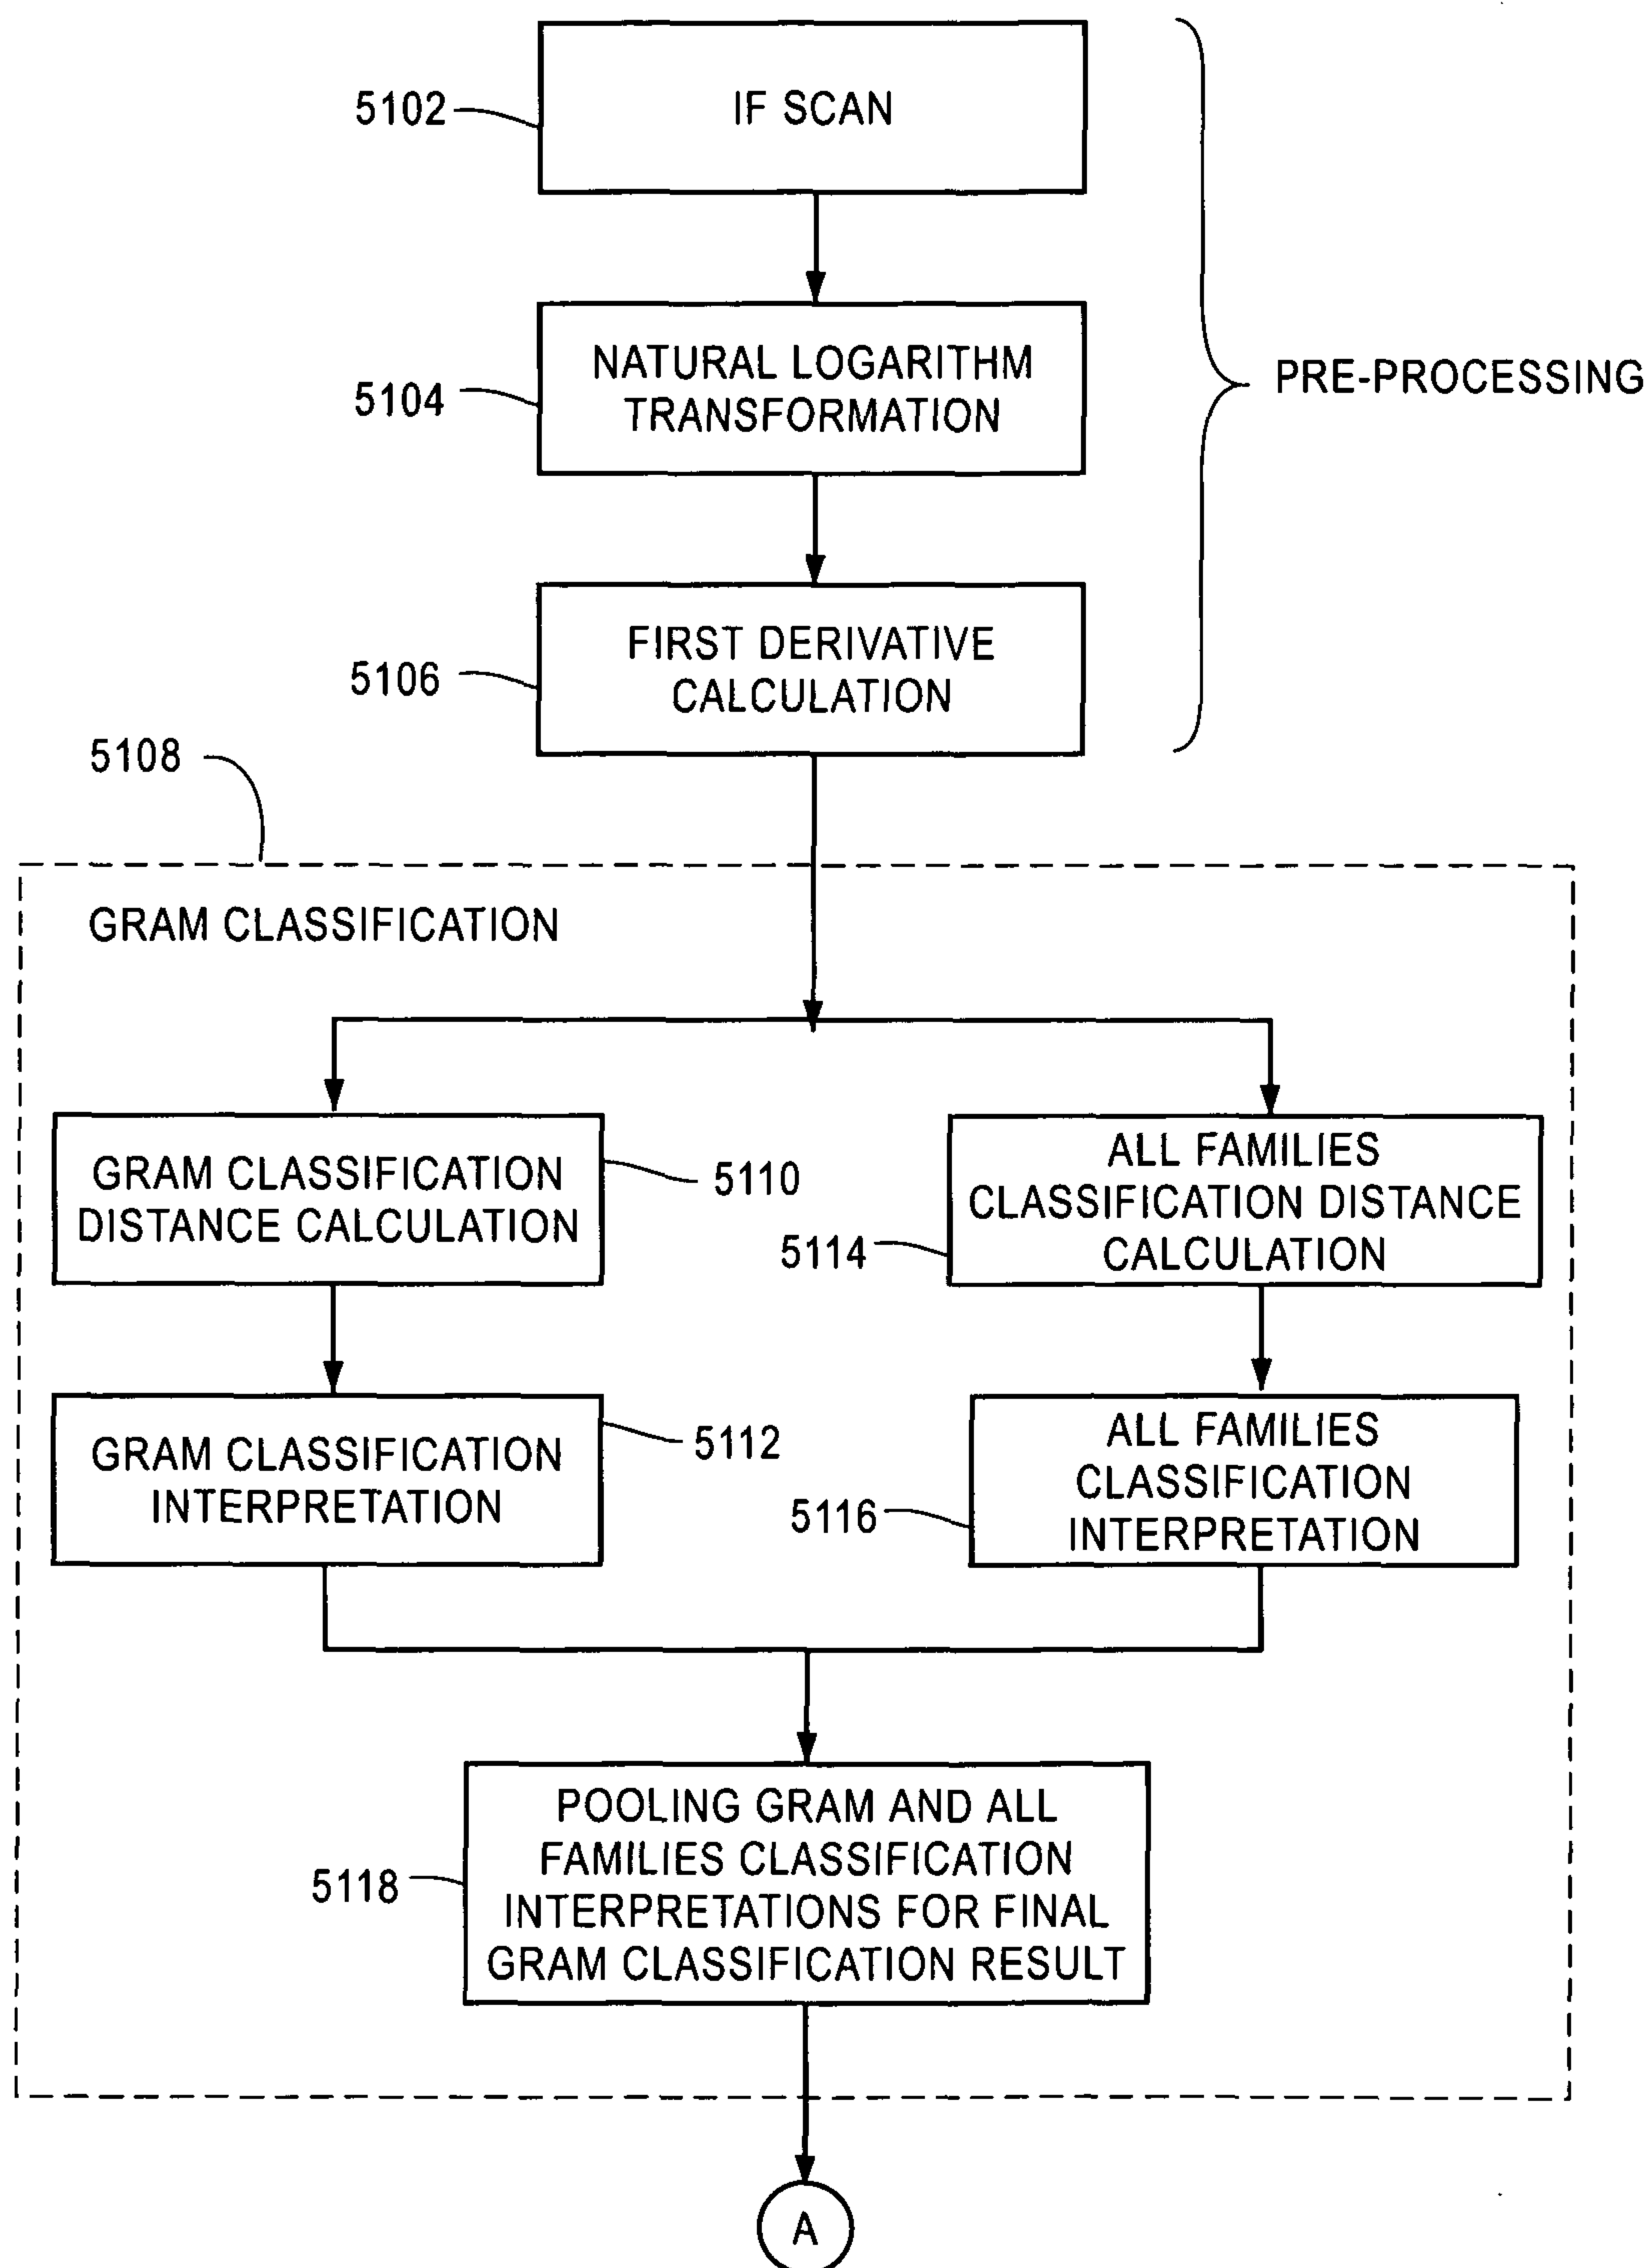 5102
IF SCAN
5104
NATURAL LOGARITHM
TRANSFORMATION
PRE-PROCESSING
5106
FIRST DERIVATIVE
CALCULATION
5108
GRAM CLASSIFICATION
GRAM CLASSIFICATION
DISTANCE CALCULATION
5110
ALL FAMILIES
CLASSIFICATION DISTANCE
CALCULATION
5114
GRAM CLASSIFICATION
INTERPRETATION
5112
ALL FAMILIES
CLASSIFICATION
INTERPRETATION
5116
5118
POOLING GRAM AND ALL
FAMILIES CLASSIFICATION
INTERPRETATIONS FOR FINAL
GRAM CLASSIFICATION RESULT
A